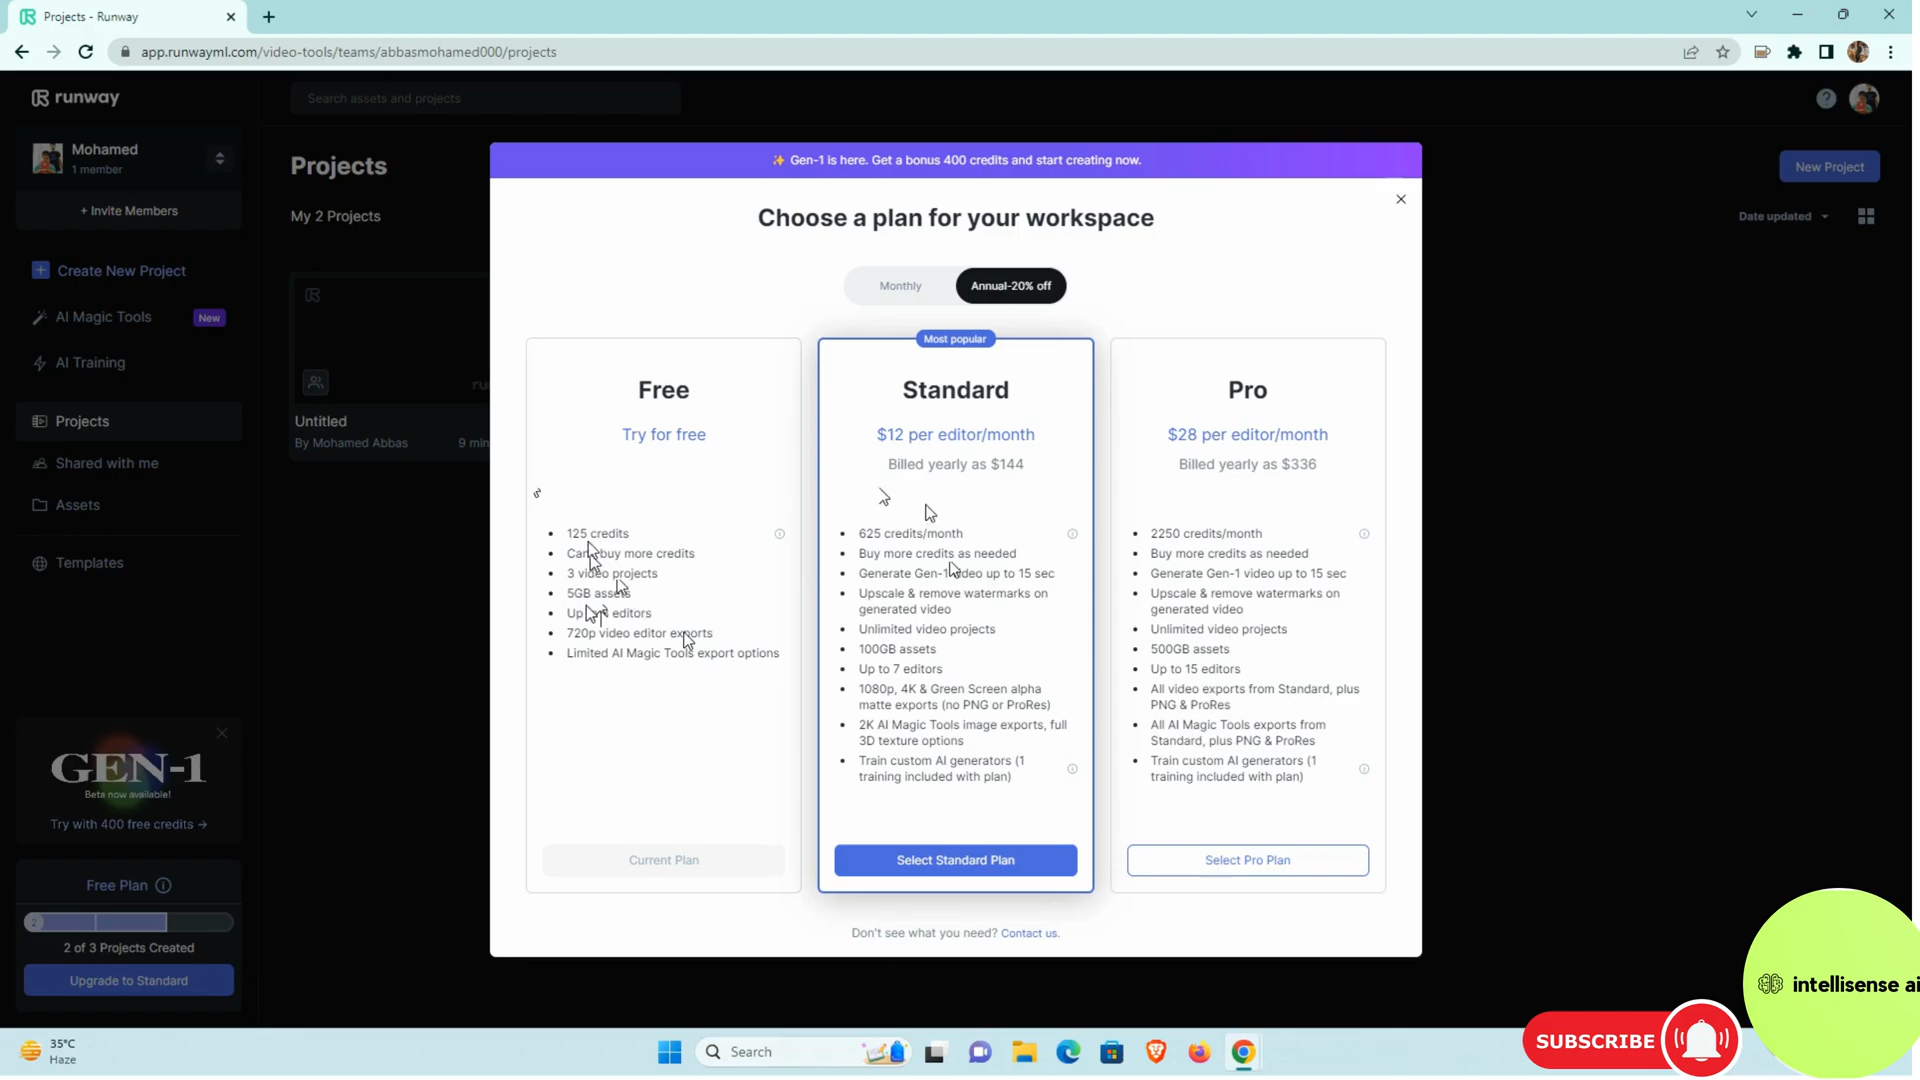 Projects - Runway
app.runwayml.com/video-tools/teams/abbasmohamed000/projects
runway
Search assets and projects
Mohamed
1 member
+ Invite Members
Create New Project
AI Magic Tools
New
AI Training
Projects
Shared with me
Assets
Templates
GEN-1
Beta now available!
Try with 400 free credits →
Free Plan
2
2 of 3 Projects Created
Upgrade to Standard
Projects
New Project
My 2 Projects
Date updated
Untitled
By Mohamed Abbas
9 min
✨ Gen-1 is here. Get a bonus 400 credits and start creating now.
Choose a plan for your workspace
Monthly
Annual-20% off
Free
Try for free
• 125 credits
• buy more credits
• 3 video projects
• 5GB assets
• Up editors
• 720p video editor exports
• Limited AI Magic Tools export options
Current Plan
Most popular
Standard
$12 per editor/month
Billed yearly as $144
• 625 credits/month
• Buy more credits as needed
• Generate Gen-1 video up to 15 sec
• Upscale & remove watermarks on
generated video
• Unlimited video projects
• 100GB assets
• Up to 7 editors
• 1080p, 4K & Green Screen alpha
matte exports (no PNG or ProRes)
• 2K AI Magic Tools image exports, full
3D texture options
• Train custom AI generators (1
training included with plan)
Select Standard Plan
Pro
$28 per editor/month
Billed yearly as $336
• 2250 credits/month
• Buy more credits as needed
• Generate Gen-1 video up to 15 sec
• Upscale & remove watermarks on
generated video
• Unlimited video projects
• 500GB assets
• Up to 15 editors
• All video exports from Standard, plus
PNG & ProRes
• All AI Magic Tools exports from
Standard, plus PNG & ProRes
• Train custom AI generators (1
training included with plan)
Select Pro Plan
Don't see what you need? Contact us.
intellisense ai
SUBSCRIBE
35°C
Haze
Search